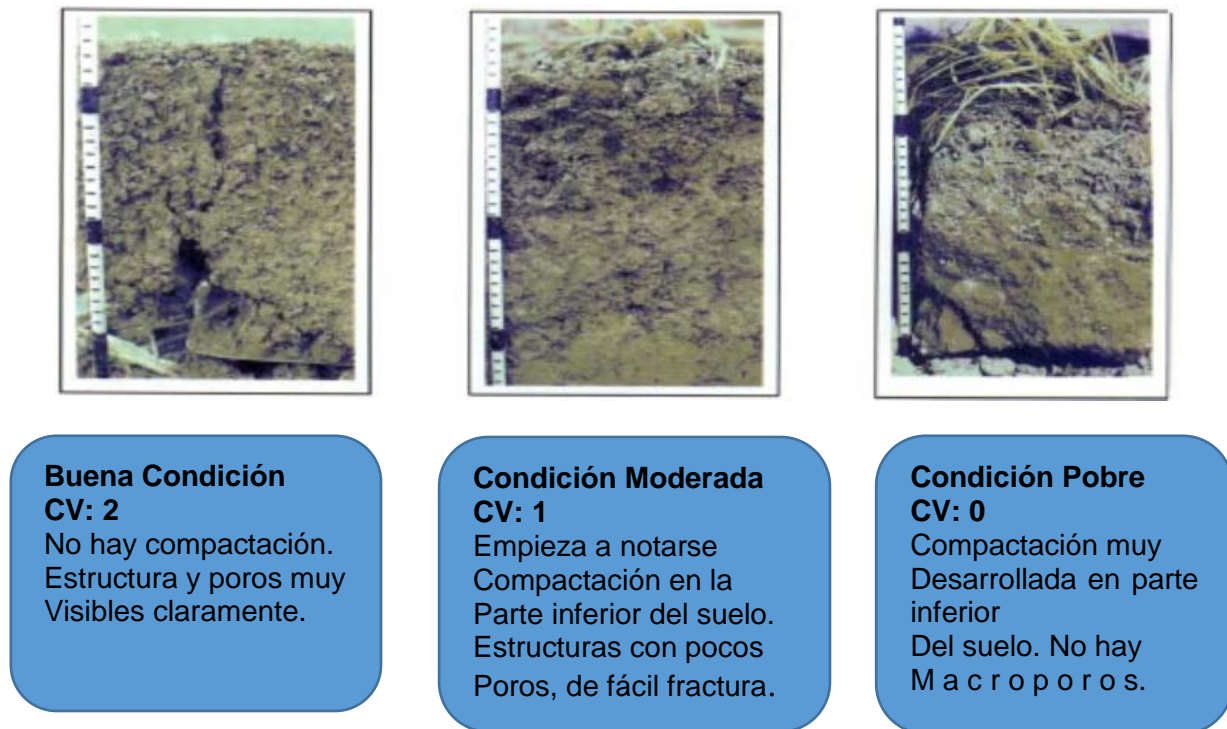 Buena Condición
CV: 2
No hay compactación.
Estructura y poros muy
Visibles claramente.
Condición Moderada
CV: 1
Empieza a notarse
Compactación en la
Parte inferior del suelo.
Estructuras con pocos
Poros, de fácil fractura.
Condición Pobre
CV: 0
Compactación muy
Desarrollada en parte
inferior
Del suelo. No hay
M a c r o p o r o s.